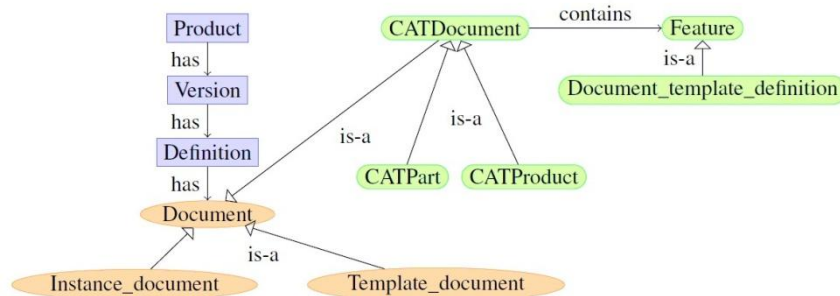 Product
CATDocument
contains
Feature
has
is-a
Version
Document_template_definition
has
is-a
is-a
Definition
CATPart
CATProduct
has
Document
is-a
Instance_document
Template_document